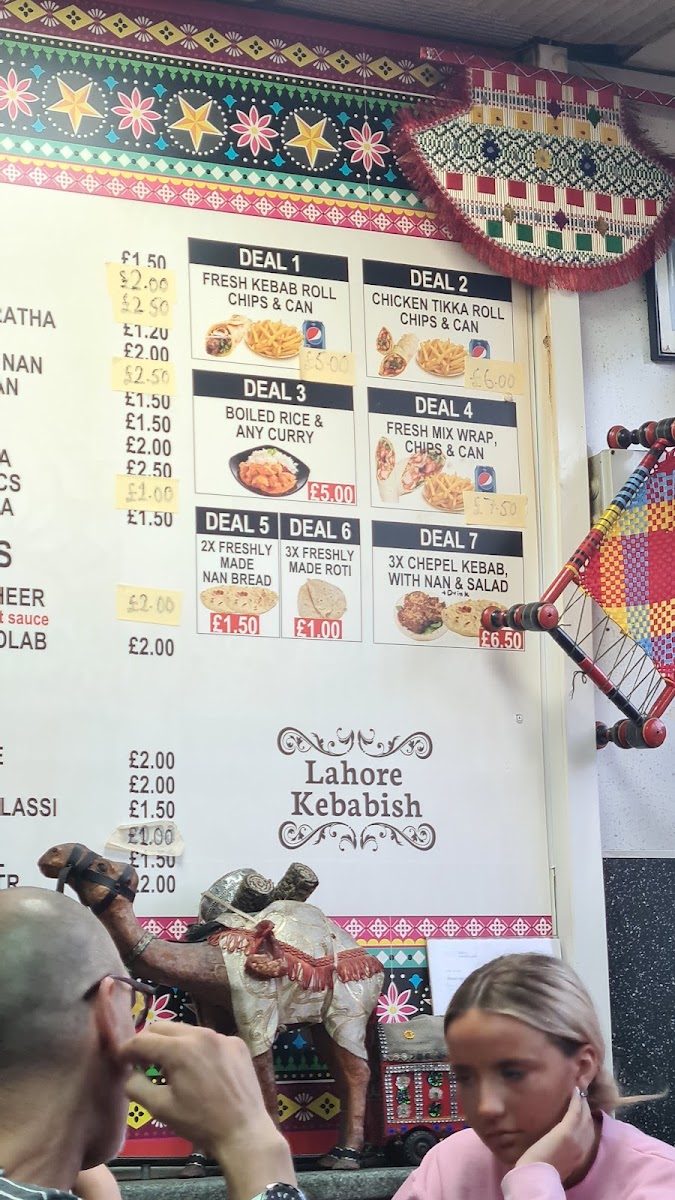 £1.50
£2.00
£2.50
RATHA
£1.20
£2.00
NAN
£2.50
AN
£1.50
£1.50
£2.00
A
£2.50
CS
£1.00
A
£1.50
S
HEER
£2.00
t sauce
OLAB
£2.00
E
£2.00
£2.00
LASSI
£1.50
£1.00
£1.50
TR
£2.00
DEAL 1
FRESH KEBAB ROLL
CHIPS & CAN
£5.00
DEAL 2
CHICKEN TIKKA ROLL
CHIPS & CAN
£6.00
DEAL 3
BOILED RICE &
ANY CURRY
£5.00
DEAL 4
FRESH MIX WRAP,
CHIPS & CAN
£7.50
DEAL 5
2X FRESHLY
MADE
NAN BREAD
£1.50
DEAL 6
3X FRESHLY
MADE ROTI
£1.00
DEAL 7
3X CHEPEL KEBAB,
WITH NAN & SALAD
+Drink
£6.50
Lahore
Kebabish